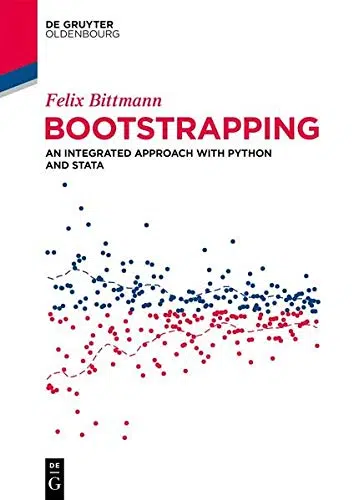 DE GRUYTER
OLDENBOURG
Felix Bittmann
BOOTSTRAPPING
AN INTEGRATED APPROACH WITH PYTHON
AND STATA
DE
G